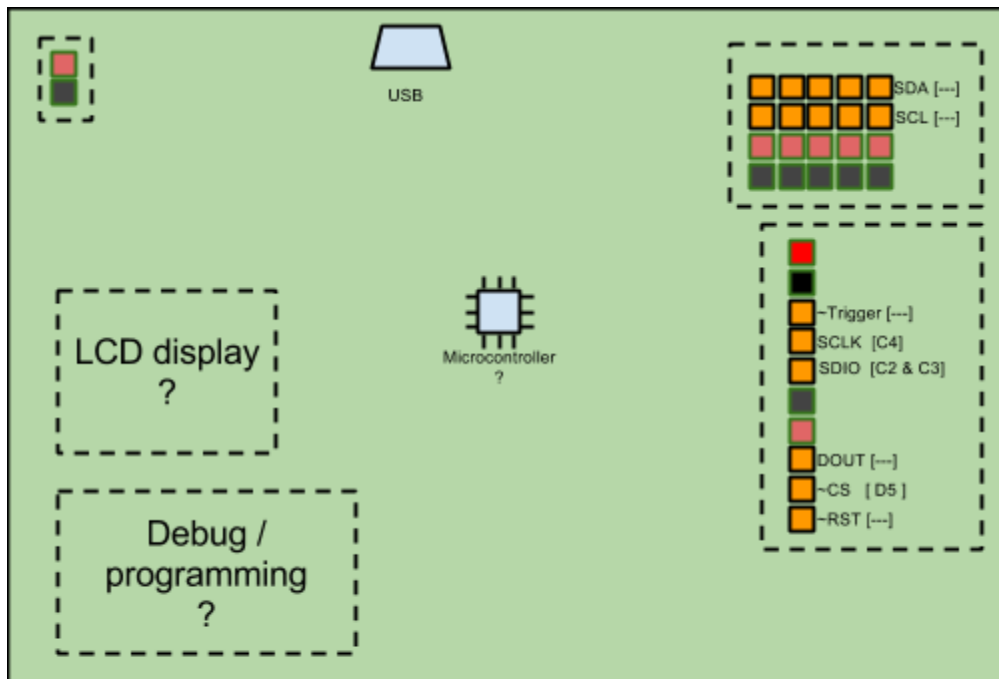 USB
SDA [---]
SCL [---]
~Trigger [---]
SCLK [C4]
SDIO [C2 & C3]
LCD display
?
Microcontroller
?
DOUT [---]
~CS [ D5 ]
~RST [---]
Debug /
programming
?